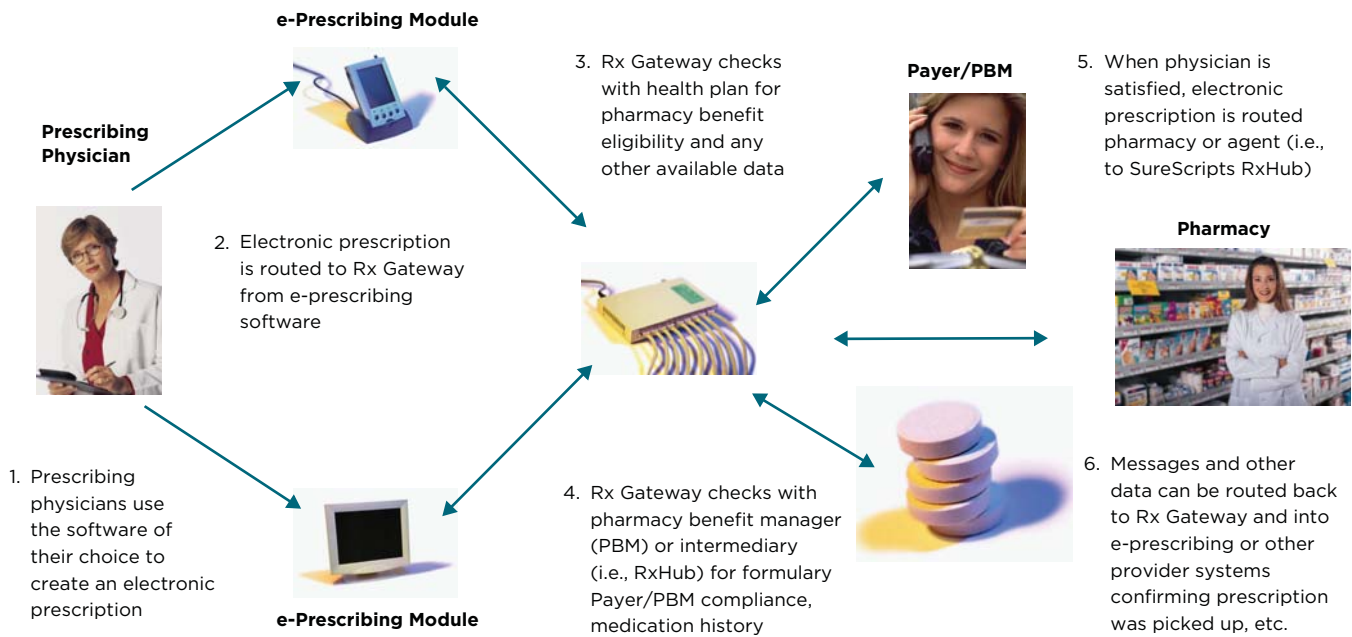 e-Prescribing Module
Prescribing
Physician
1. Prescribing
physicians use
the software of
their choice to
create an electronic
prescription
2. Electronic prescription
is routed to Rx Gateway
from e-prescribing
software
e-Prescribing Module
3. Rx Gateway checks
with health plan for
pharmacy benefit
eligibility and any
other available data
4. Rx Gateway checks with
pharmacy benefit manager
(PBM) or intermediary
(i.e., RxHub) for formulary
Payer/PBM compliance,
medication history
Payer/PBM
5. When physician is
satisfied, electronic
prescription is routed
pharmacy or agent (i.e.,
to SureScripts RxHub)
Pharmacy
6. Messages and other
data can be routed back
to Rx Gateway and into
e-prescribing or other
provider systems
confirming prescription
was picked up, etc.